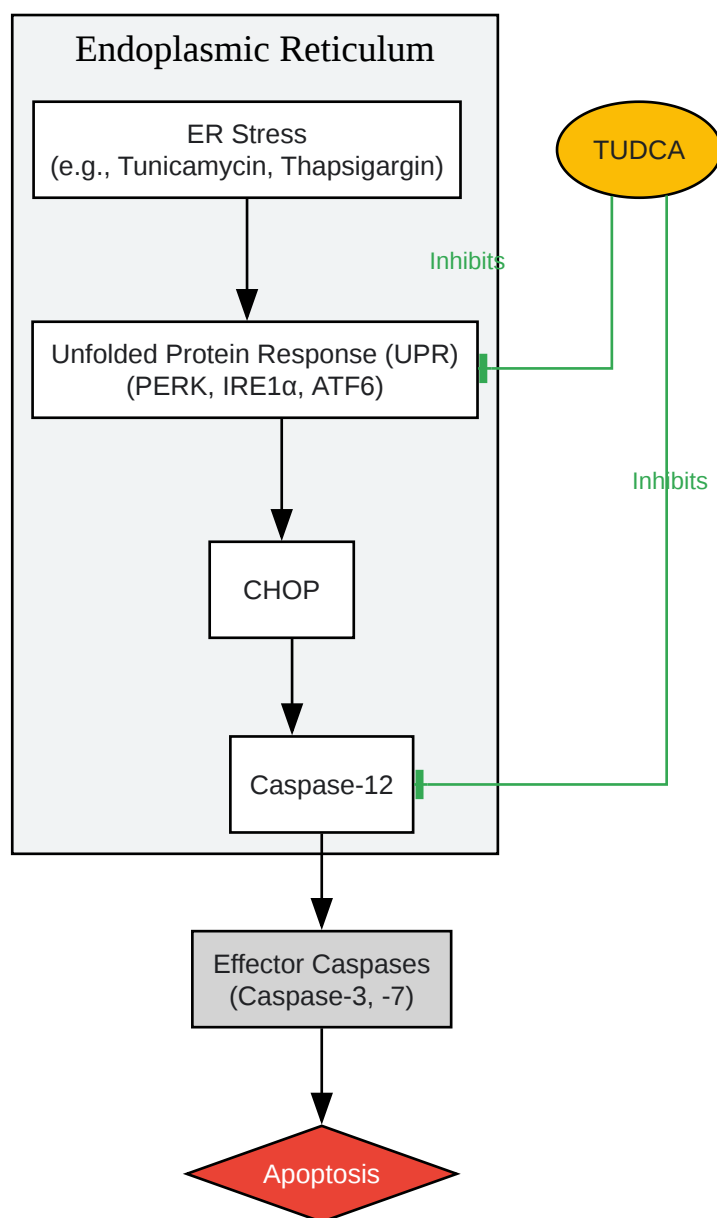 Endoplasmic Reticulum
ER Stress
(e.g., Tunicamycin, Thapsigargin)
TUDCA
Inhibits
Unfolded Protein Response (UPR)
(PERK, IRE1α, ATF6)
Inhibits
CHOP
Caspase-12
Effector Caspases
(Caspase-3, -7)
Apoptosis